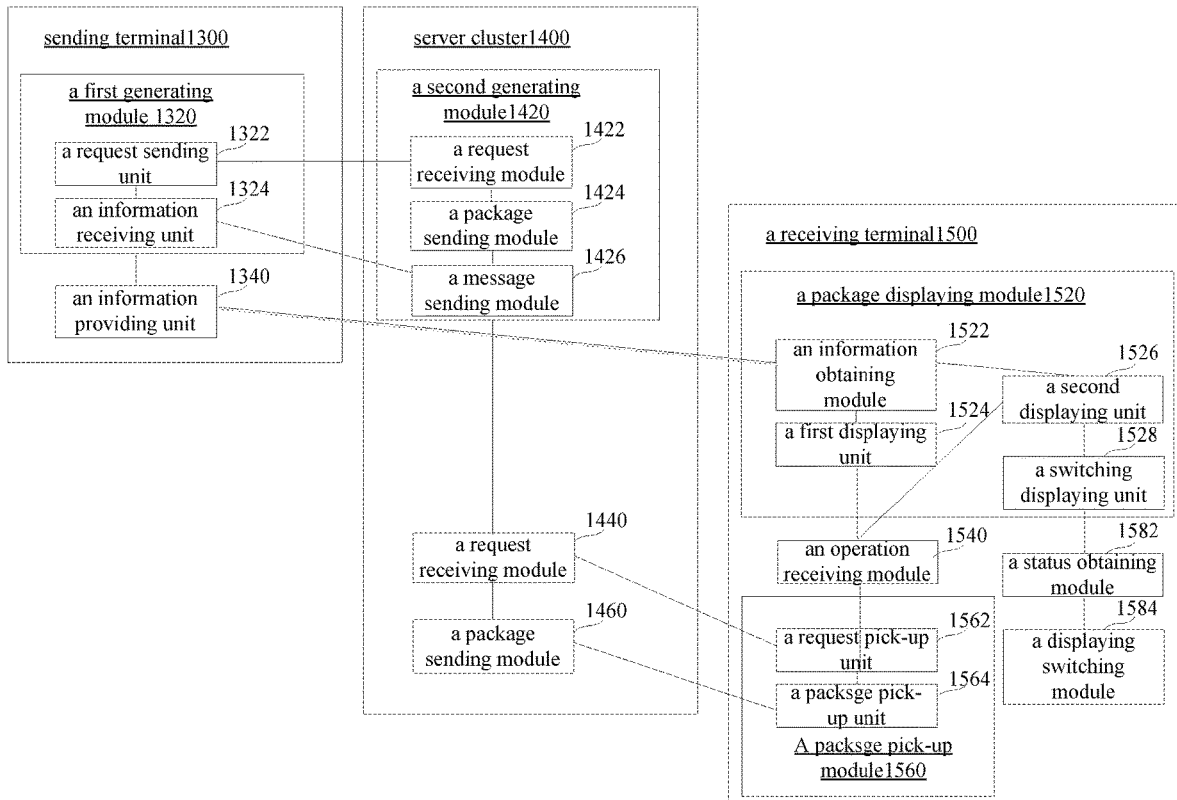 sending terminal1300
a first generating
module 1320
1322
a request sending
unit
1324
an information
receiving unit
1340
an information
providing unit
server cluster1400
a second generating
module1420
1422
a request
receiving module
1424
a package
sending module
1426
a message
sending module
1440
a request
receiving module
1460
a package
sending module
a receiving terminal1500
a package displaying module1520
1522
an information
obtaining
module
1524
a first displaying
unit
1526
a second
displaying unit
1528
a switching
displaying unit
1540
an operation
receiving module
1582
a status obtaining
module
1584
a displaying
switching
module
1562
a request pick-up
unit
1564
a packsge pick-
up unit
A packsge pick-up
module1560